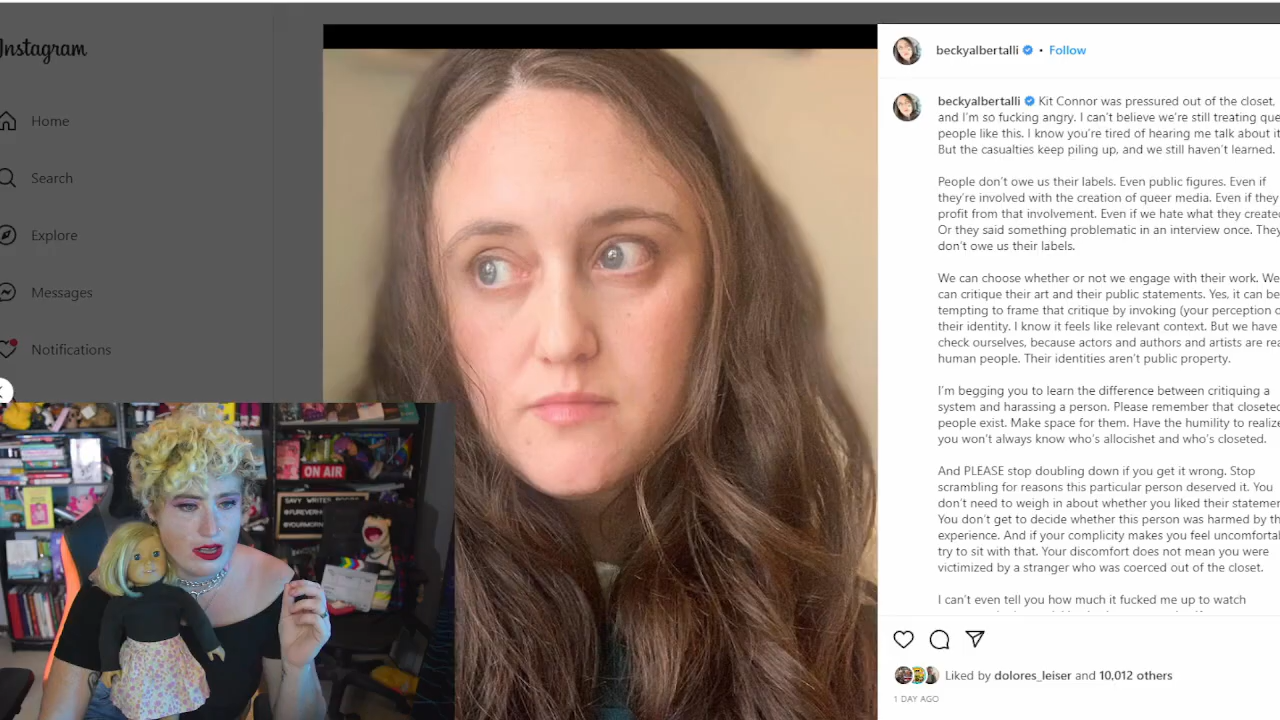 Instagram
Home
Search
Explore
Messages
Notifications
ON AIR
SAVY WRITES BOOKS
beckyalbertalli • Follow
beckyalbertalli Kit Connor was pressured out of the closet,
and I'm so fucking angry. I can't believe we're still treating que
people like this. I know you're tired of hearing me talk about it
But the casualties keep piling up, and we still haven't learned.
People don't owe us their labels. Even public figures. Even if
they're involved with the creation of queer media. Even if they
profit from that involvement. Even if we hate what they create
Or they said something problematic in an interview once. They
don't owe us their labels.
We can choose whether or not we engage with their work. We
can critique their art and their public statements. Yes, it can be
tempting to frame that critique by invoking (your perception o
their identity. I know it feels like relevant context. But we have
check ourselves, because actors and authors and artists are rea
human people. Their identities aren't public property.
I'm begging you to learn the difference between critiquing a
system and harassing a person. Please remember that closeted
people exist. Make space for them. Have the humility to realize
you won't always know who's allocishet and who's closeted.
And PLEASE stop doubling down if you get it wrong. Stop
scrambling for reasons this particular person deserved it. You
don't need to weigh in about whether you liked their statemen
You don't get to decide whether this person was harmed by th
experience. And if your complicity makes you feel uncomfortal
try to sit with that. Your discomfort does not mean you were
victimized by a stranger who was coerced out of the closet.
I can't even tell you how much it fucked me up to watch
Liked by dolores_leiser and 10,012 others
1 DAY AGO